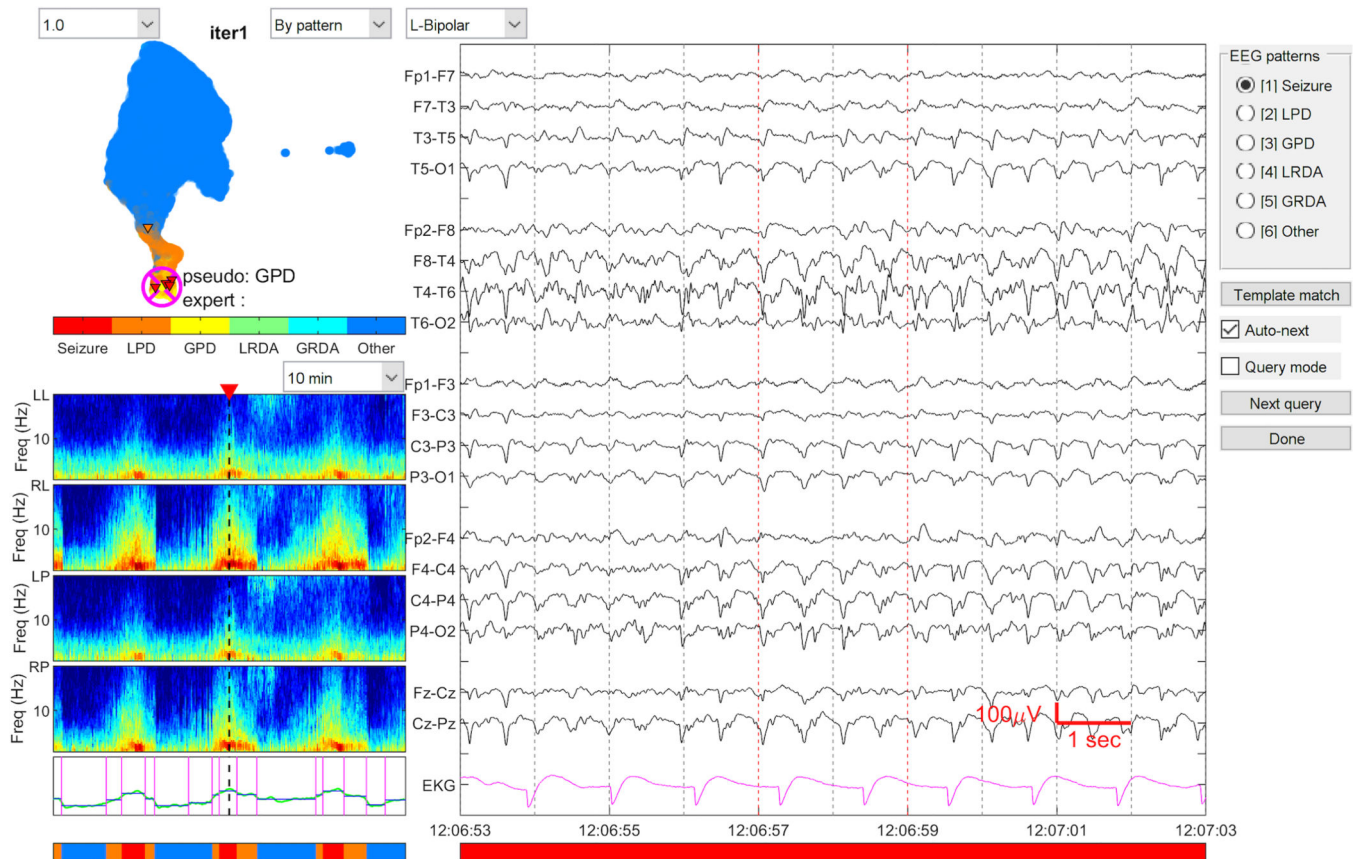 1.0
iter1
By pattern
L-Bipolar
pseudo: GPD
expert :
Seizure LPD GPD LRDA GRDA Other
10 min
LL
Freq (Hz)
10
RL
Freq (Hz)
10
LP
Freq (Hz)
10
RP
Freq (Hz)
10
Fp1-F7
F7-T3
T3-T5
T5-O1
Fp2-F8
F8-T4
T4-T6
T6-O2
Fp1-F3
F3-C3
C3-P3
P3-O1
Fp2-F4
F4-C4
C4-P4
P4-O2
Fz-Cz
Cz-Pz
EKG
100µV
1 sec
12:06:53 12:06:55 12:06:57 12:06:59 12:07:01 12:07:03
EEG patterns
[1] Seizure
[2] LPD
[3] GPD
[4] LRDA
[5] GRDA
[6] Other
Template match
Auto-next
Query mode
Next query
Done